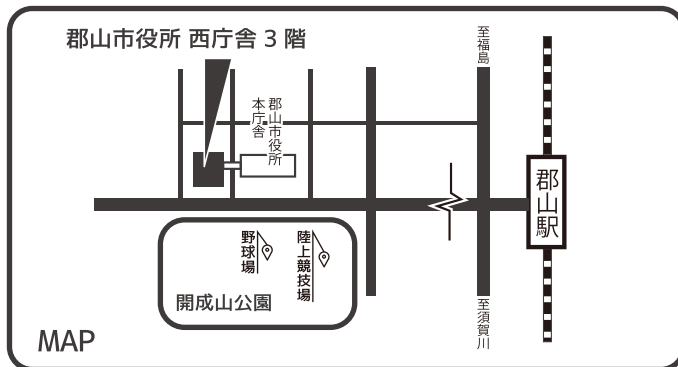 郡山市役所 西庁舎 3 階
至福島
郡山市役所
本庁舎
郡山駅
野球場
陸上競技場
開成山公園
至須賀川
MAP